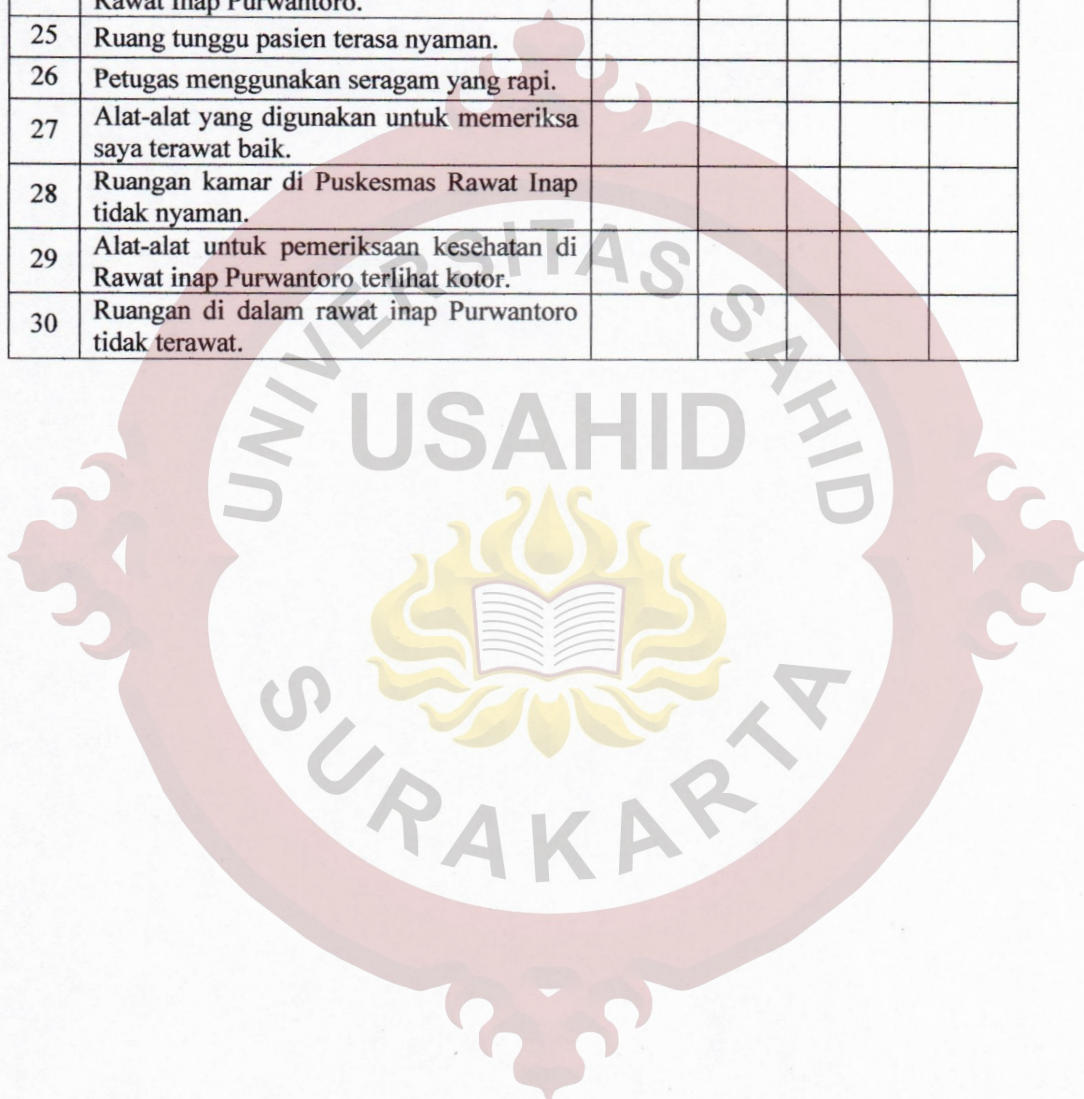 Rawat Inap Purwantoro.
25 Ruang tunggu pasien terasa nyaman.
26 Petugas menggunakan seragam yang rapi.
27 Alat-alat yang digunakan untuk memeriksa
saya terawat baik.
28 Ruangan kamar di Puskesmas Rawat Inap
tidak nyaman.
29 Alat-alat untuk pemeriksaan kesehatan di
Rawat inap Purwantoro terlihat kotor.
30 Ruangan di dalam rawat inap Purwantoro
tidak terawat.
UNIVERSITAS SAHID
USAHID
SURAKARTA